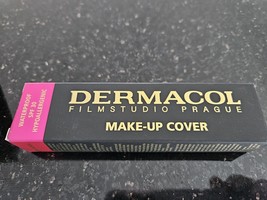 WATERPROOF
SPF 30
HYPOALLERGENIC
DERMACOL
FILMSTUDIO PRAGUE
MAKE-UP COVER